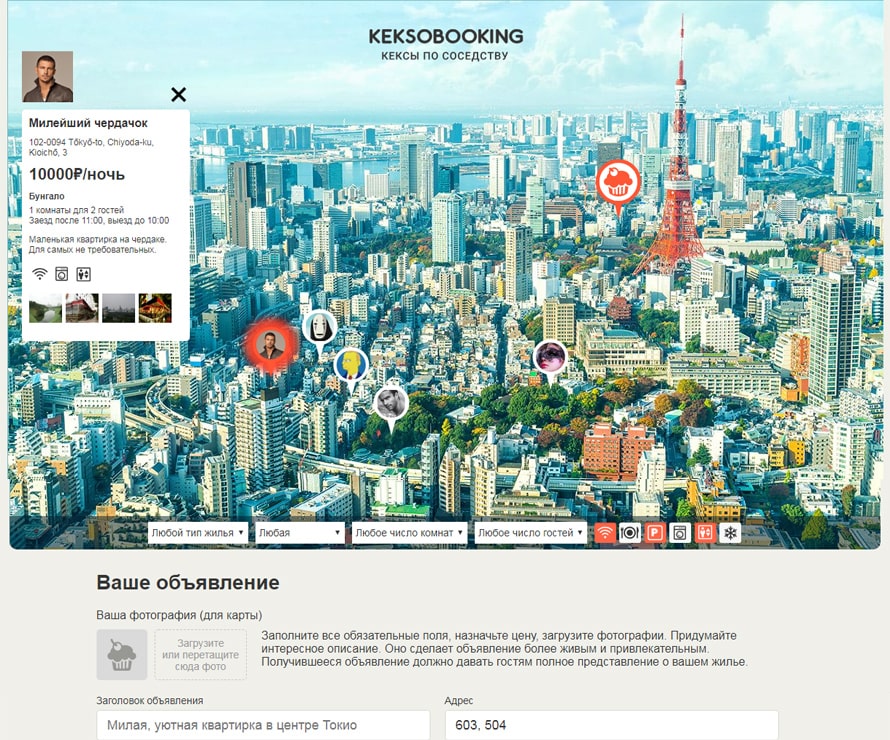 KEKSOBOOKING
КЕКСЫ ПО СОСЕДСТВУ
Милейший чердачок
102-0094 Tōkyō-to, Chiyoda-ku,
Kioichō, 3
10000₽/ночь
Бунгало
1 комнаты для 2 гостей
Заезд после 11:00, выезд до 10:00
Маленькая квартирка на чердаке.
Для самых не требовательных.
Любой тип жилья Любая Любое число комнат Любое число гостей P
Ваше объявление
Ваша фотография (для карты)
Загрузите
или перетащите
сюда фото
Заполните все обязательные поля, назначьте цену, загрузите фотографии. Придумайте
интересное описание. Оно сделает объявление более живым и привлекательным.
Получившееся объявление должно давать гостям полное представление о вашем жилье.
Заголовок объявления
Милая, уютная квартирка в центре Токио
Адрес
603, 504